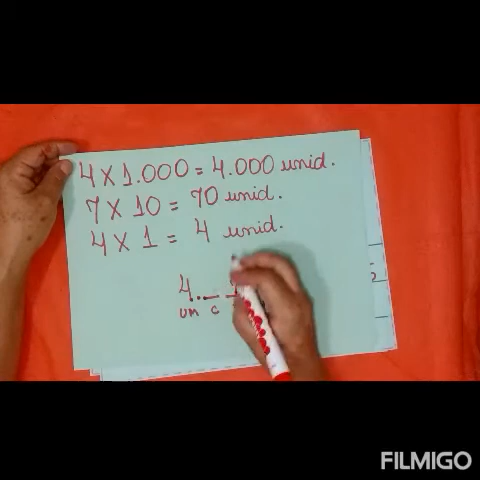 4 X 1.000 = 4.000 unid.
7 X 10 = 70 unid.
4 X 1 = 4 unid.
4.
UM C
FILMIGO